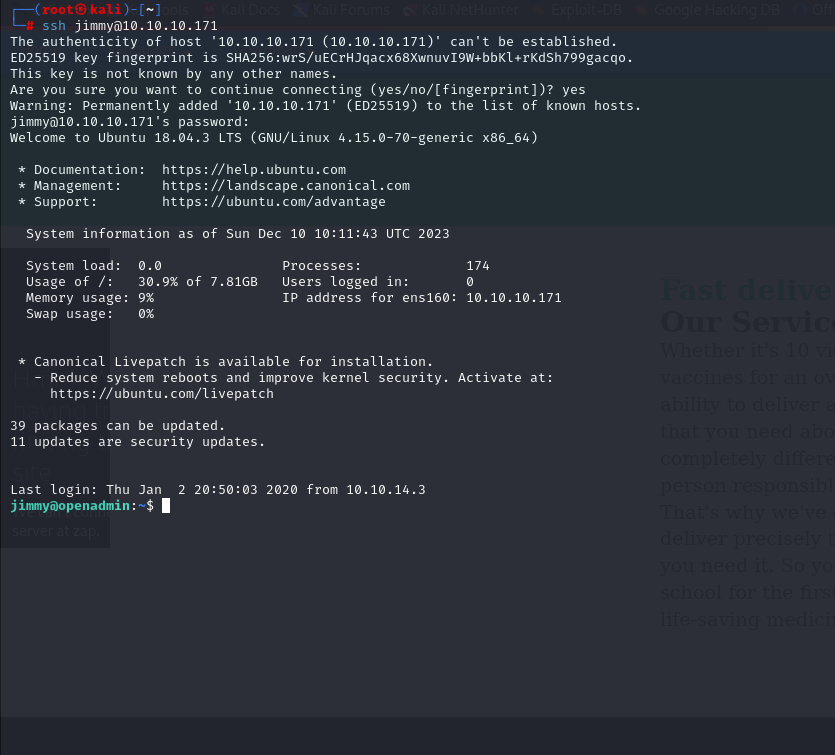 ┌──(root㉿kali)-[~]
└─# ssh jimmy@10.10.10.171
The authenticity of host '10.10.10.171 (10.10.10.171)' can't be established.
ED25519 key fingerprint is SHA256:wrS/uECrHJqacx68XwnuvI9W+bbKl+rKdSh799gacqo.
This key is not known by any other names.
Are you sure you want to continue connecting (yes/no/[fingerprint])? yes
Warning: Permanently added '10.10.10.171' (ED25519) to the list of known hosts.
jimmy@10.10.10.171's password:
Welcome to Ubuntu 18.04.3 LTS (GNU/Linux 4.15.0-70-generic x86_64)

 * Documentation:  https://help.ubuntu.com
 * Management:     https://landscape.canonical.com
 * Support:        https://ubuntu.com/advantage

  System information as of Sun Dec 10 10:11:43 UTC 2023

  System load:  0.0               Processes:             174
  Usage of /:   30.9% of 7.81GB   Users logged in:       0
  Memory usage: 9%                IP address for ens160: 10.10.10.171
  Swap usage:   0%

 * Canonical Livepatch is available for installation.
   - Reduce system reboots and improve kernel security. Activate at:
     https://ubuntu.com/livepatch

39 packages can be updated.
11 updates are security updates.

Last login: Thu Jan  2 20:50:03 2020 from 10.10.14.3
jimmy@openadmin:~$
Kali Docs
Kali Forums
Kali NetHunter
Exploit-DB
Google Hacking DB
Fast
Our
Whether it's 10
vaccines for an
ability to deliver
that you need
completely
person
That's why we've
deliver precisely
you need it. So
school for the
life-saving
server at zap.